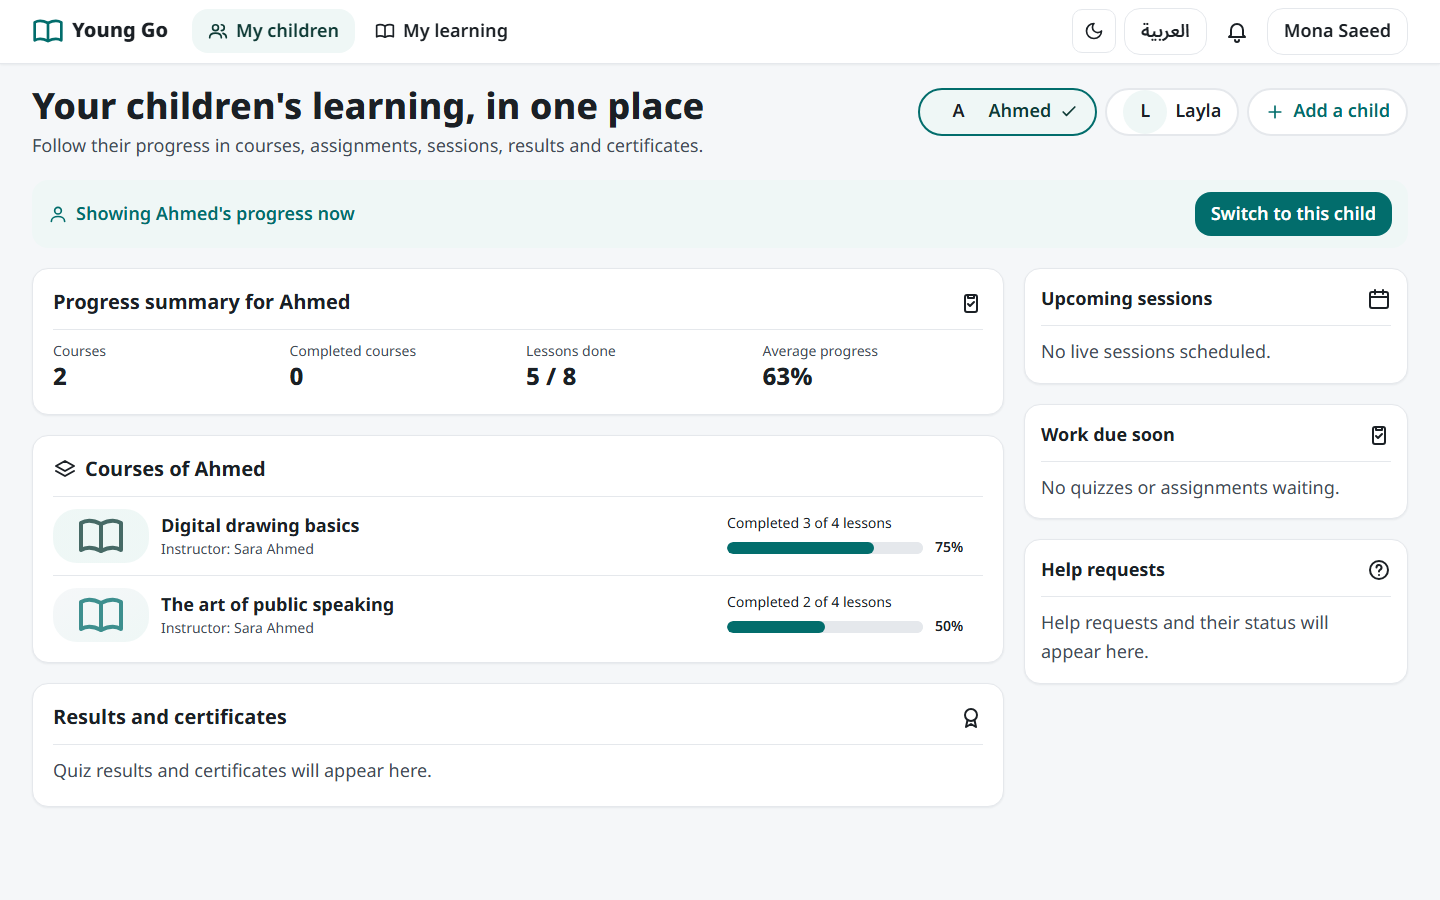 Young Go
My children
My learning
العربية
Mona Saeed
Your children's learning, in one place
Follow their progress in courses, assignments, sessions, results and certificates.
A Ahmed
L Layla
+ Add a child
Showing Ahmed's progress now
Switch to this child
Progress summary for Ahmed
Courses
2
Completed courses
0
Lessons done
5 / 8
Average progress
63%
Courses of Ahmed
Digital drawing basics
Instructor: Sara Ahmed
Completed 3 of 4 lessons
75%
The art of public speaking
Instructor: Sara Ahmed
Completed 2 of 4 lessons
50%
Results and certificates
Quiz results and certificates will appear here.
Upcoming sessions
No live sessions scheduled.
Work due soon
No quizzes or assignments waiting.
Help requests
Help requests and their status will
appear here.